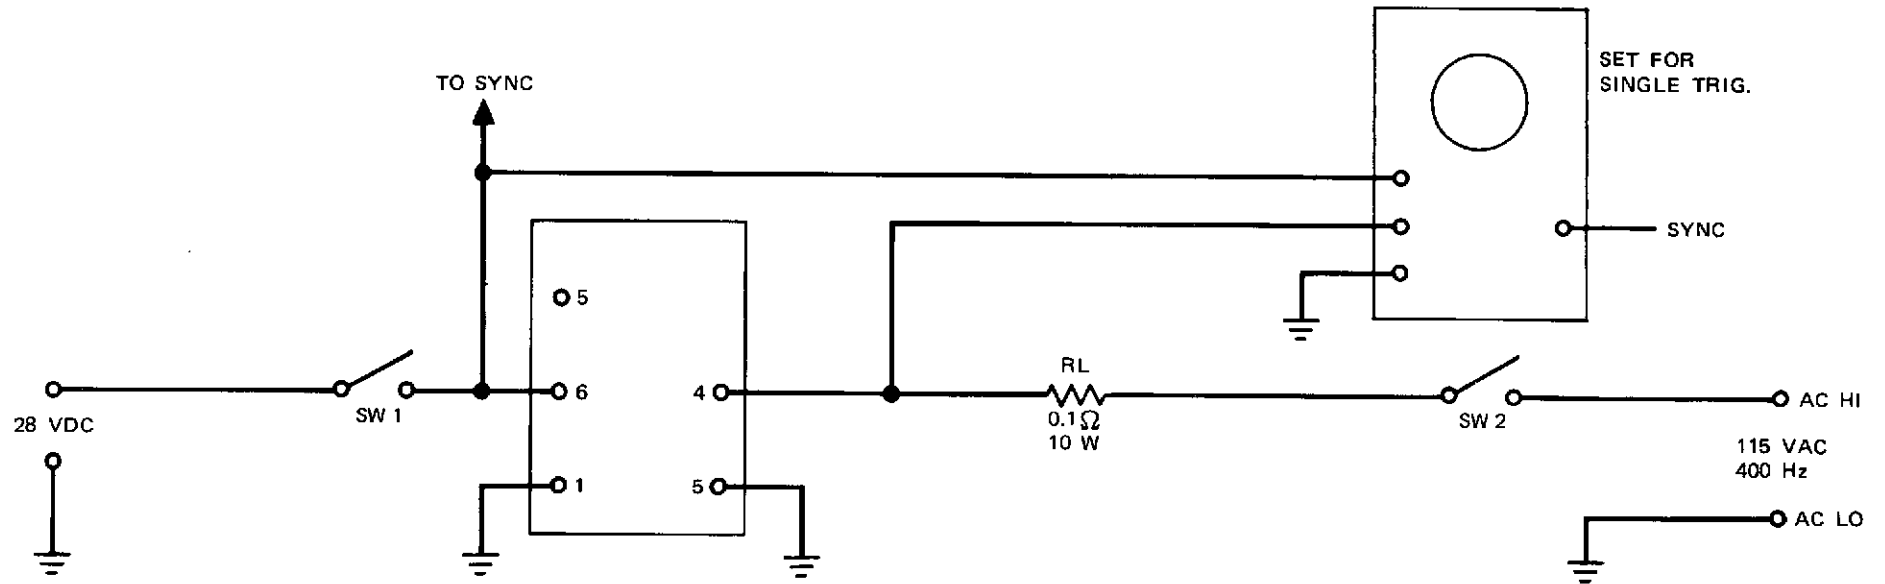 SET FOR
SINGLE TRIG.
TO SYNC
SYNC
5
RL
6
4
SW 1
0.1Ω
10 W
SW 2
AC HI
28 VDC
115 VAC
400 Hz
1
5
AC LO